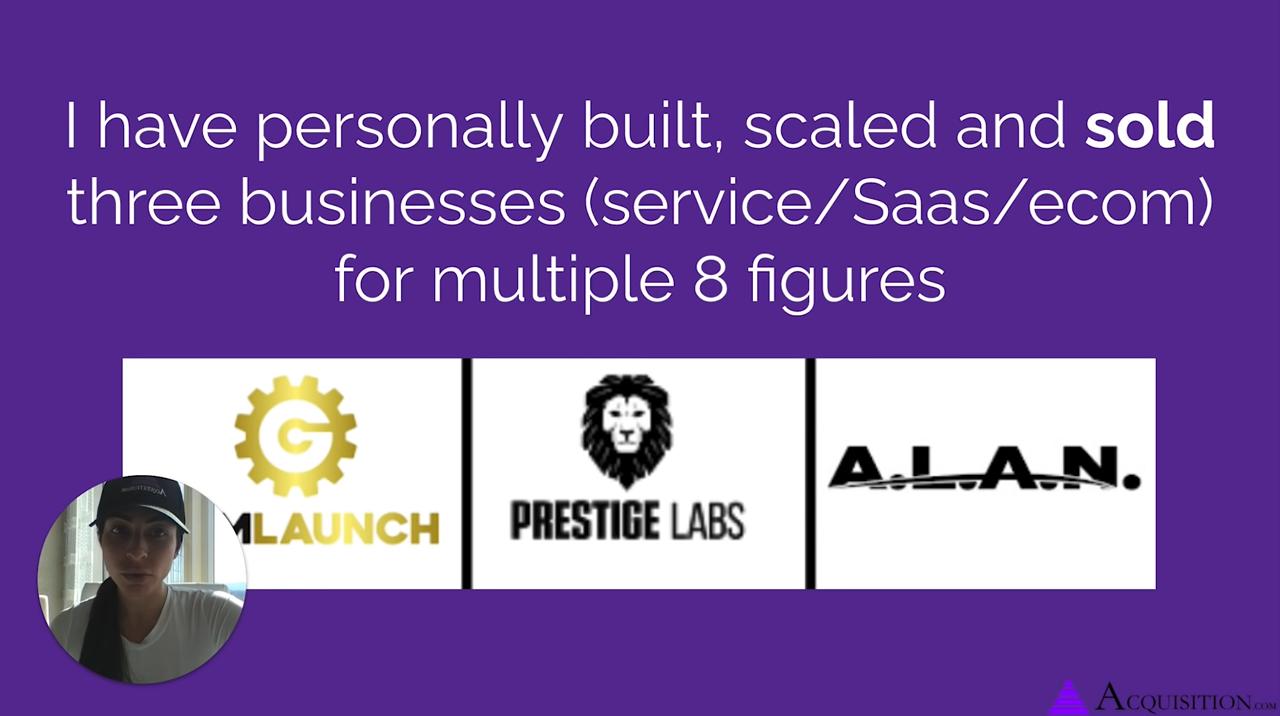 I have personally built, scaled and sold
three businesses (service/Saas/ecom)
for multiple 8 figures
MLAUNCH
PRESTIGE LABS
A.L.A.N.
ACQUISITION.COM